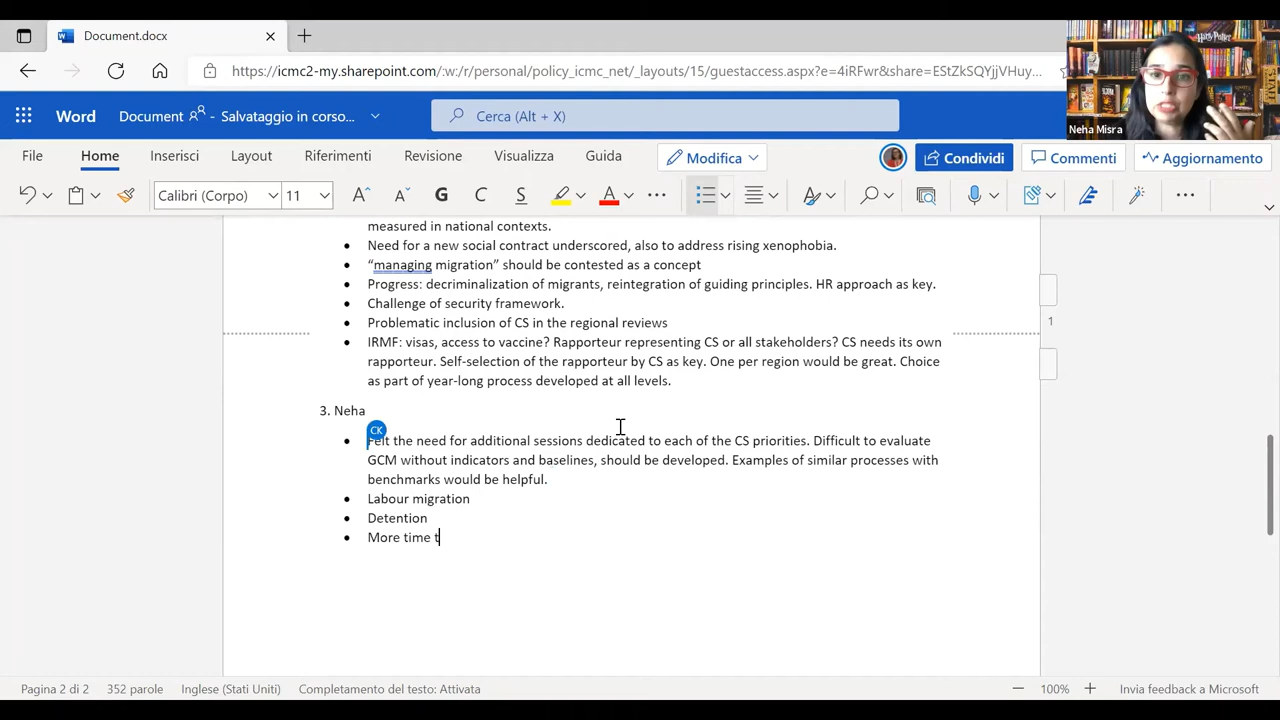 Document.docx
https://icmc2-my.sharepoint.com/:w:/r/personal/policy_icmc_net/_layouts/15/guestaccess.aspx?e=4iRFwr&share=EStZkSQYjjVHuy...
Neha Misra
Word Document - Salvataggio in corso... Cerca (Alt + X)
File Home Inserisci Layout Riferimenti Revisione Visualizza Guida Modifica Condividi Commenti Aggiornamento
Calibri (Corpo) 11 A A G C S A
measured in national contexts.
• Need for a new social contract underscored, also to address rising xenophobia.
• “managing migration” should be contested as a concept
• Progress: decriminalization of migrants, reintegration of guiding principles. HR approach as key.
• Challenge of security framework.
• Problematic inclusion of CS in the regional reviews
1
• IRMF: visas, access to vaccine? Rapporteur representing CS or all stakeholders? CS needs its own
rapporteur. Self-selection of the rapporteur by CS as key. One per region would be great. Choice
as part of year-long process developed at all levels.
3. Neha
CK
• Felt the need for additional sessions dedicated to each of the CS priorities. Difficult to evaluate
GCM without indicators and baselines, should be developed. Examples of similar processes with
benchmarks would be helpful.
• Labour migration
• Detention
• More time t
Pagina 2 di 2 352 parole Inglese (Stati Uniti) Completamento del testo: Attivata 100% Invia feedback a Microsoft